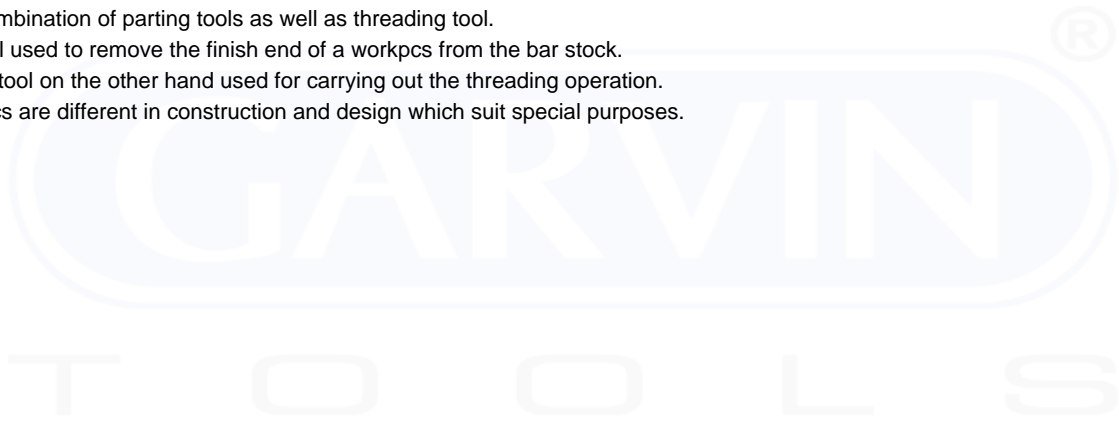 mbination of parting tools as well as threading tool.
l used to remove the finish end of a workpcs from the bar stock.
tool on the other hand used for carrying out the threading operation.
cs are different in construction and design which suit special purposes.
GARVIN ®
TOOLS